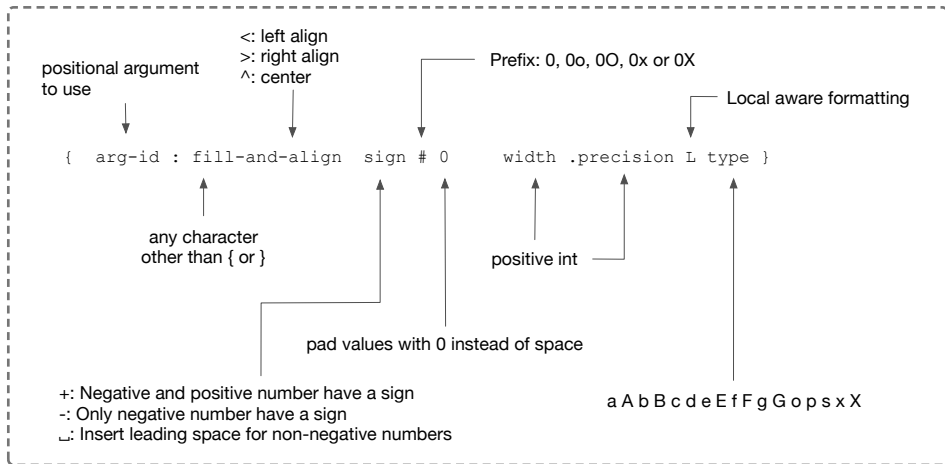 <: left align
>: right align
^: center
positional argument
to use
Prefix: 0, 0o, 0O, 0x or 0X
Local aware formatting
{ arg-id : fill-and-align sign # 0 width .precision L type }
any character
other than { or }
positive int
pad values with 0 instead of space
+: Negative and positive number have a sign
-: Only negative number have a sign
␣: Insert leading space for non-negative numbers
a A b B c d e E f F g G o p s x X